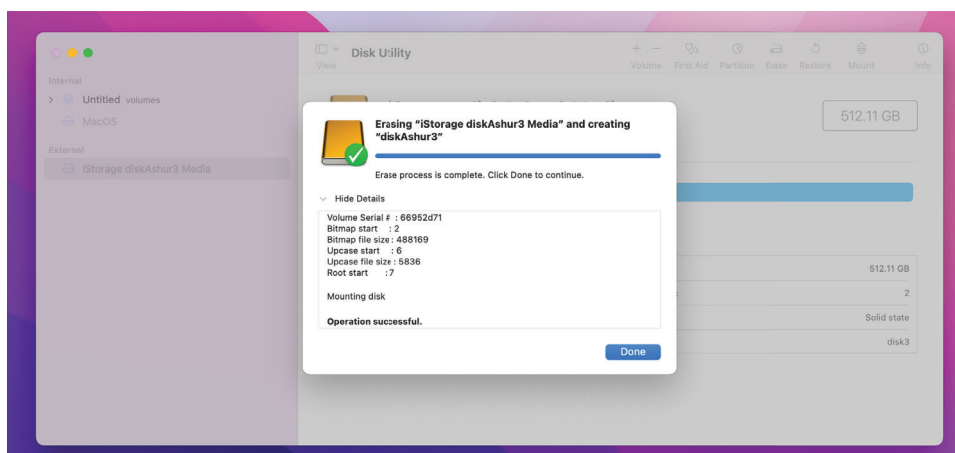 Disk Utility
View
Volume First Aid Partition Erase Restore Mount Info
Internal
Untitled volumes
MacOS
External
iStorage diskAshur3 Media
512.11 GB
Erasing “iStorage diskAshur3 Media” and creating
“diskAshur3”
Erase process is complete. Click Done to continue.
Hide Details
Volume Serial # : 66952d71
Bitmap start : 2
Bitmap file size : 488169
Upcase start : 6
Upcase file size : 5836
Root start : 7
Mounting disk
Operation successful.
Done
512.11 GB
2
Solid state
disk3